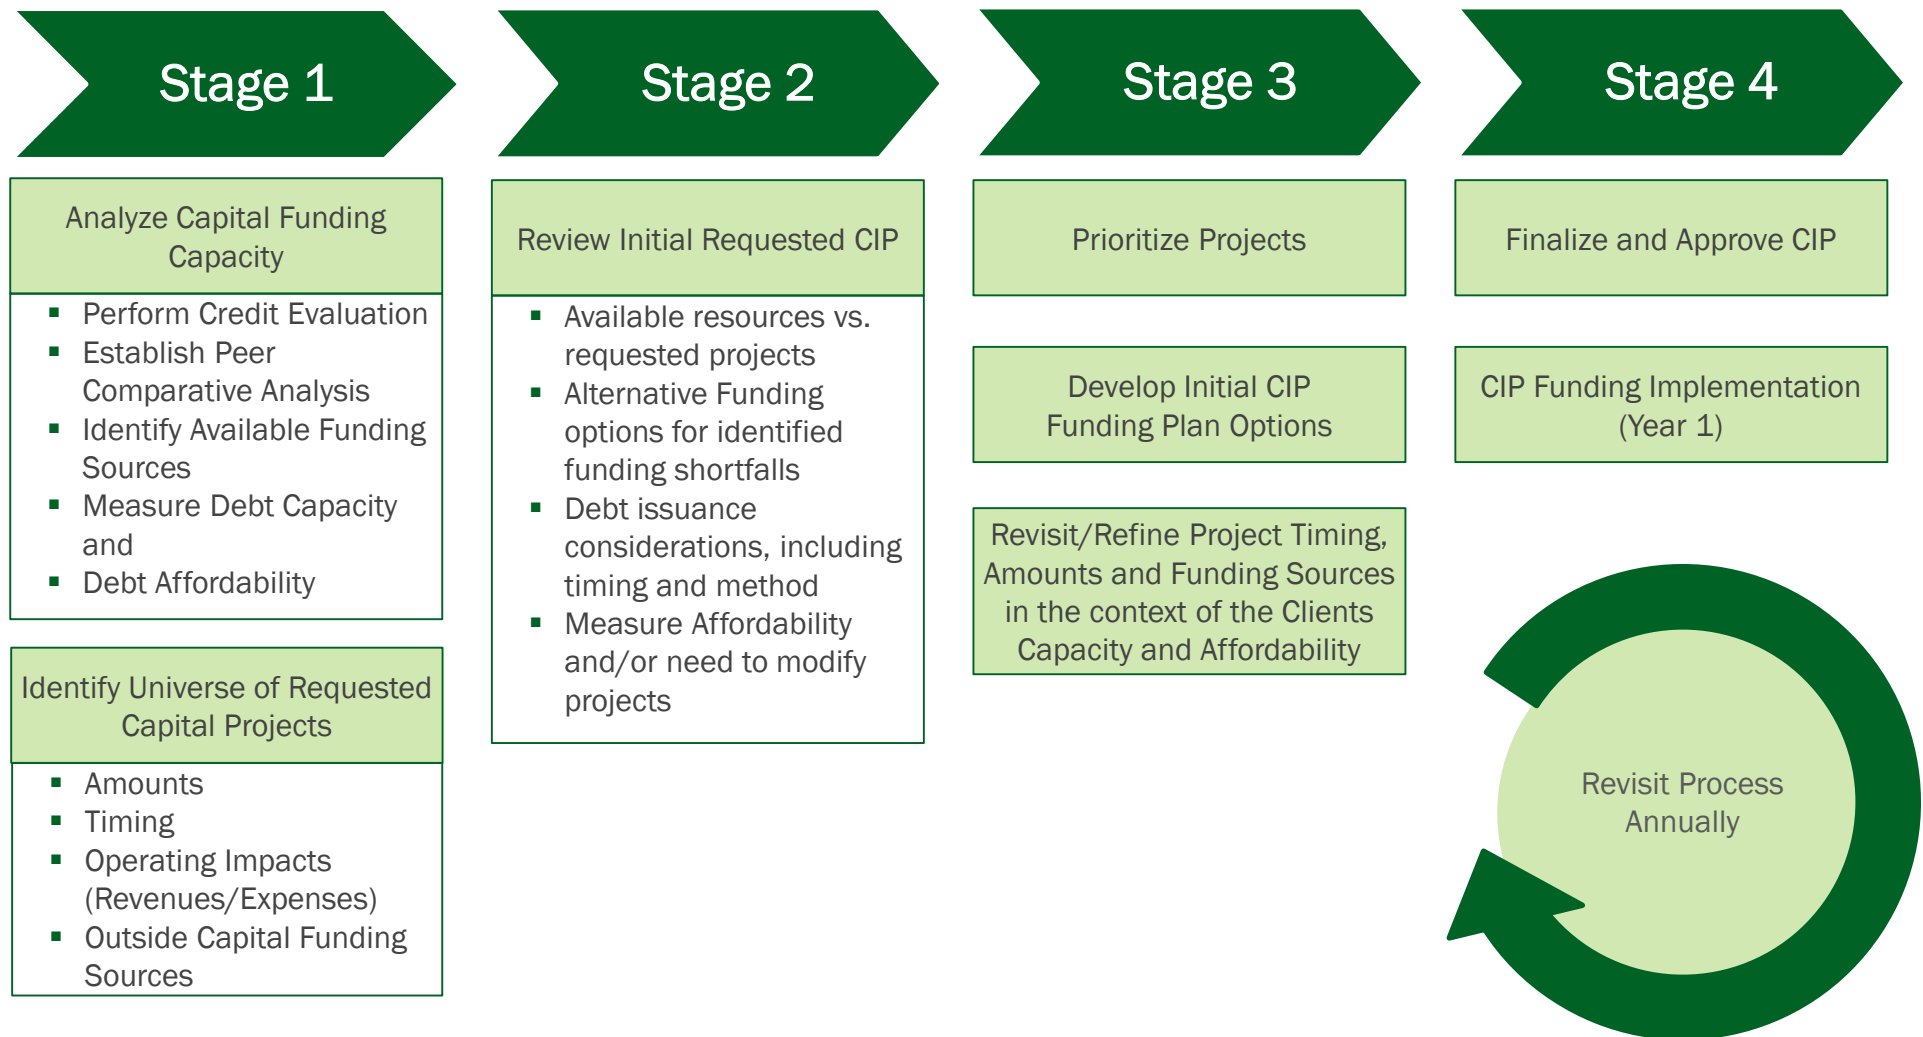 Stage 1
Analyze Capital Funding
Capacity
▪ Perform Credit Evaluation
▪ Establish Peer
Comparative Analysis
▪ Identify Available Funding
Sources
▪ Measure Debt Capacity
and
▪ Debt Affordability
Identify Universe of Requested
Capital Projects
▪ Amounts
▪ Timing
▪ Operating Impacts
(Revenues/Expenses)
▪ Outside Capital Funding
Sources
Stage 2
Review Initial Requested CIP
▪ Available resources vs.
requested projects
▪ Alternative Funding
options for identified
funding shortfalls
▪ Debt issuance
considerations, including
timing and method
▪ Measure Affordability
and/or need to modify
projects
Stage 3
Prioritize Projects
Develop Initial CIP
Funding Plan Options
Revisit/Refine Project Timing,
Amounts and Funding Sources
in the context of the Clients
Capacity and Affordability
Stage 4
Finalize and Approve CIP
CIP Funding Implementation
(Year 1)
Revisit Process
Annually